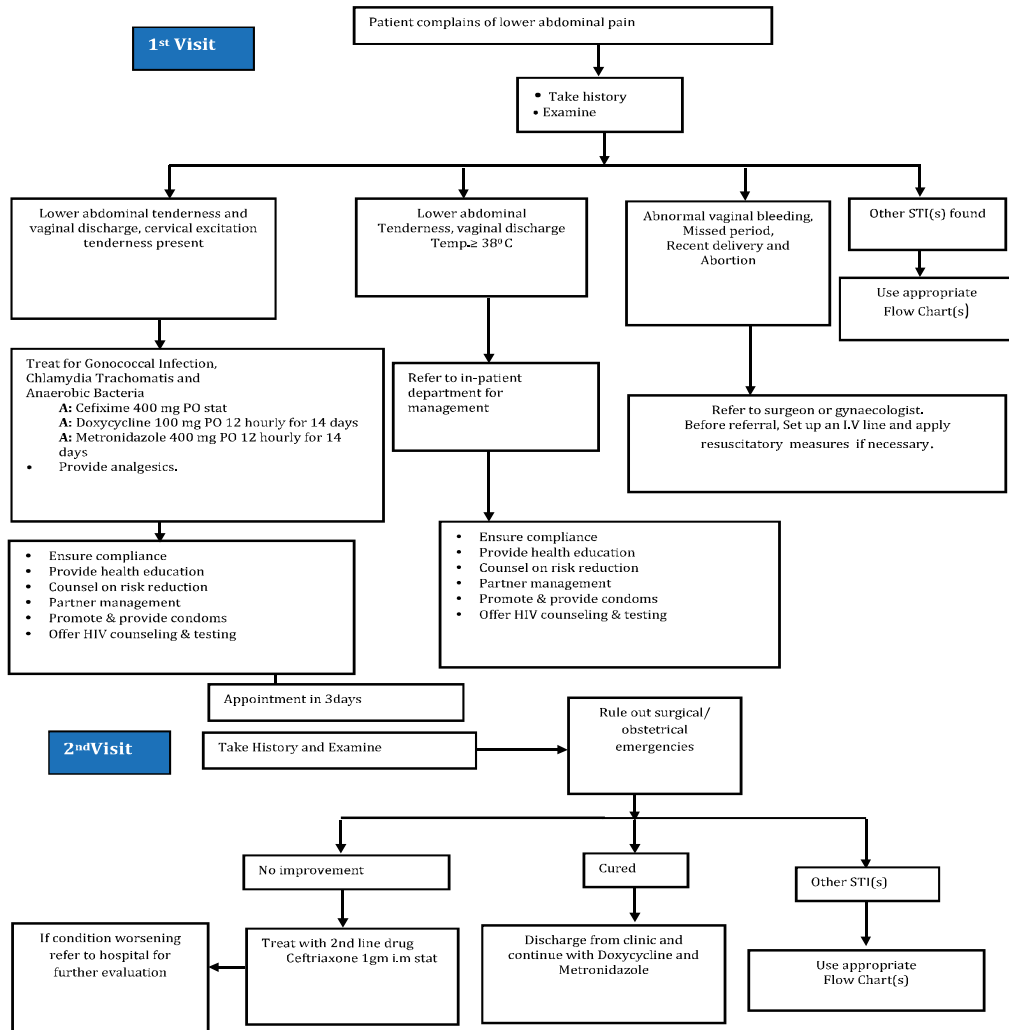 Patient complains of lower abdominal pain
1st Visit
• Take history
• Examine
Lower abdominal tenderness and
vaginal discharge, cervical excitation
tenderness present
Lower abdominal
Tenderness, vaginal discharge
Temp.≥ 38⁰ C
Abnormal vaginal bleeding,
Missed period,
Recent delivery and
Abortion
Other STI(s) found
Use appropriate
Flow Chart(s)
Treat for Gonococcal Infection,
Chlamydia Trachomatis and
Anaerobic Bacteria
A: Cefixime 400 mg PO stat
A: Doxycycline 100 mg PO 12 hourly for 14 days
A: Metronidazole 400 mg PO 12 hourly for 14
days
• Provide analgesics.
Refer to in-patient
department for
management
Refer to surgeon or gynaecologist.
Before referral, Set up an I.V line and apply
resuscitatory measures if necessary.
• Ensure compliance
• Provide health education
• Counsel on risk reduction
• Partner management
• Promote & provide condoms
• Offer HIV counseling & testing
• Ensure compliance
• Provide health education
• Counsel on risk reduction
• Partner management
• Promote & provide condoms
• Offer HIV counseling & testing
Appointment in 3days
2ndVisit
Take History and Examine
Rule out surgical/
obstetrical
emergencies
No improvement
Cured
Other STI(s)
If condition worsening
refer to hospital for
further evaluation
Treat with 2nd line drug
Ceftriaxone 1gm i.m stat
Discharge from clinic and
continue with Doxycycline and
Metronidazole
Use appropriate
Flow Chart(s)